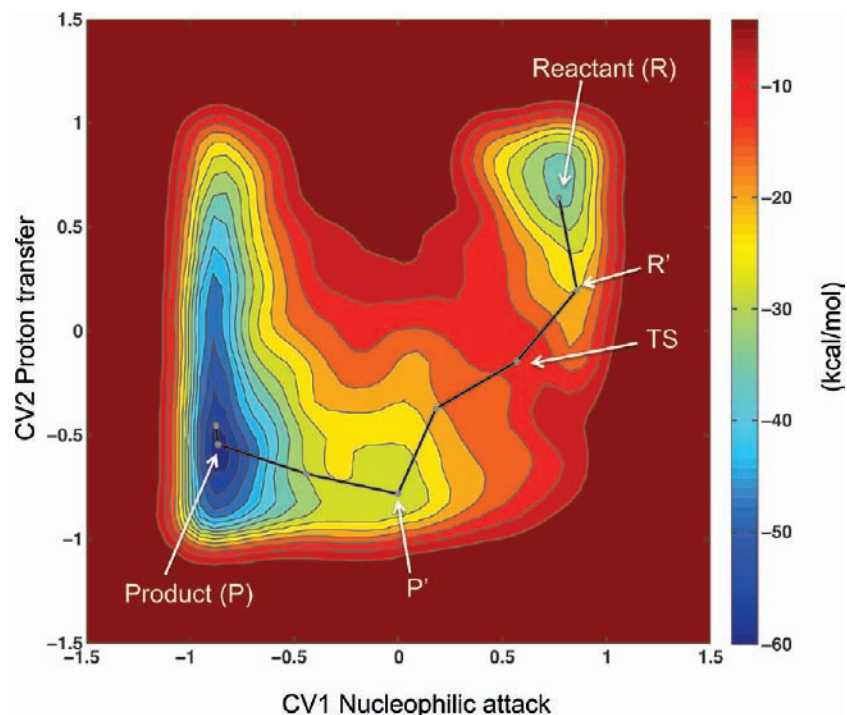 1.5
1
0.5
0
−0.5
−1
−1.5
−1.5
−1
−0.5
0
0.5
1
1.5
CV2 Proton transfer
CV1 Nucleophilic attack
Reactant (R)
R'
TS
Product (P)
P'
−10
−20
−30
−40
−50
−60
(kcal/mol)